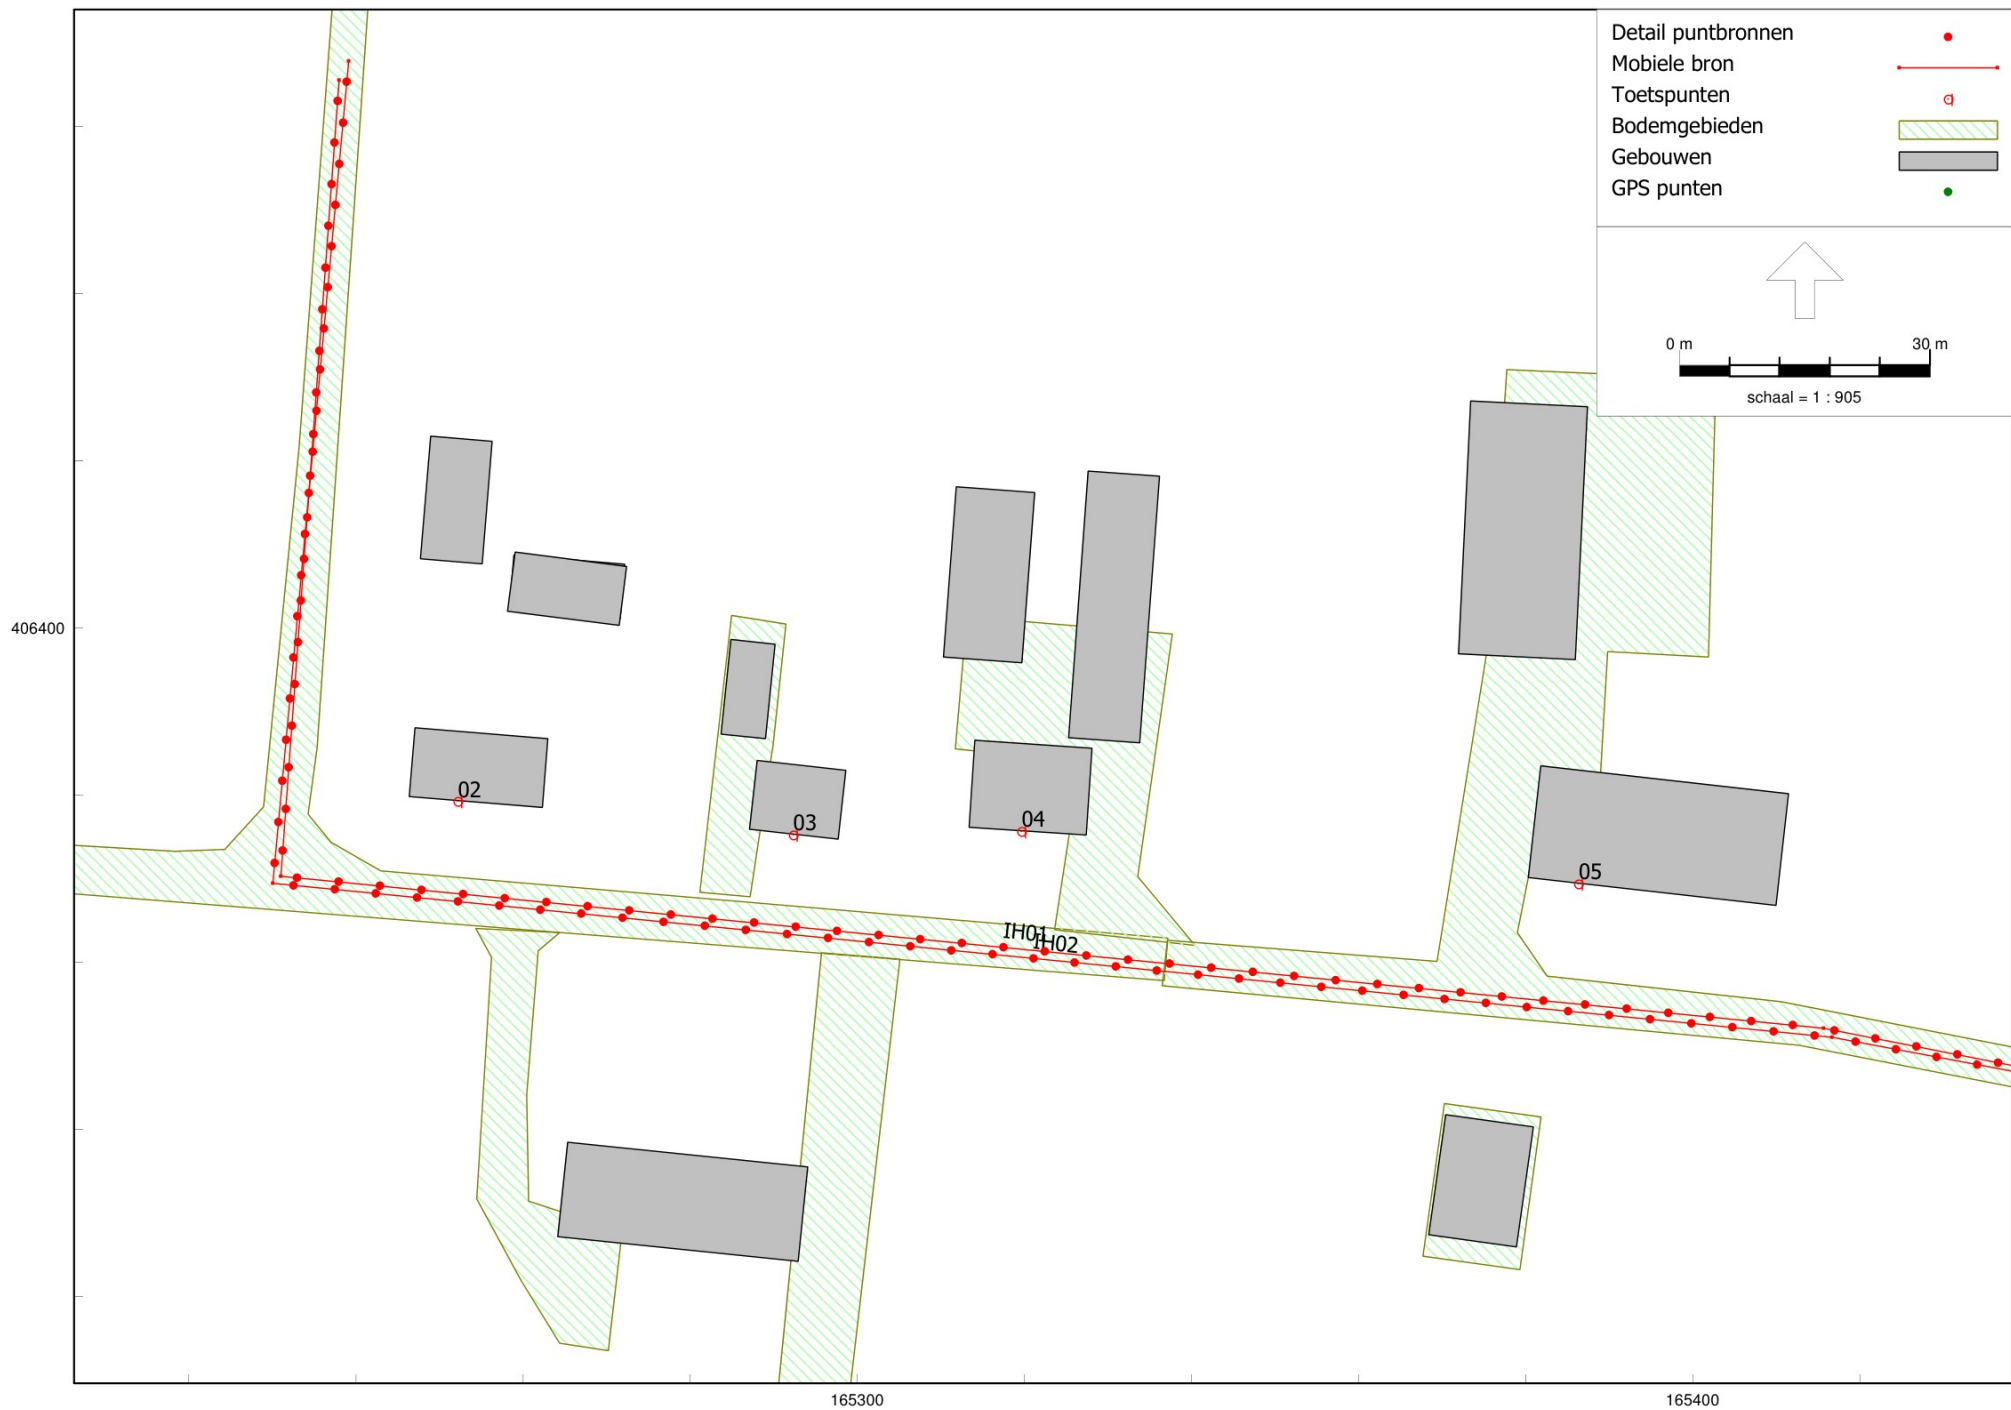 Detail puntbronnen
Mobiele bron
Toetspunten
Bodemgebieden
Gebouwen
GPS punten
0 m 30 m
schaal = 1 : 905
406400
02
03
04
05
IH01
IH02
165300 165400